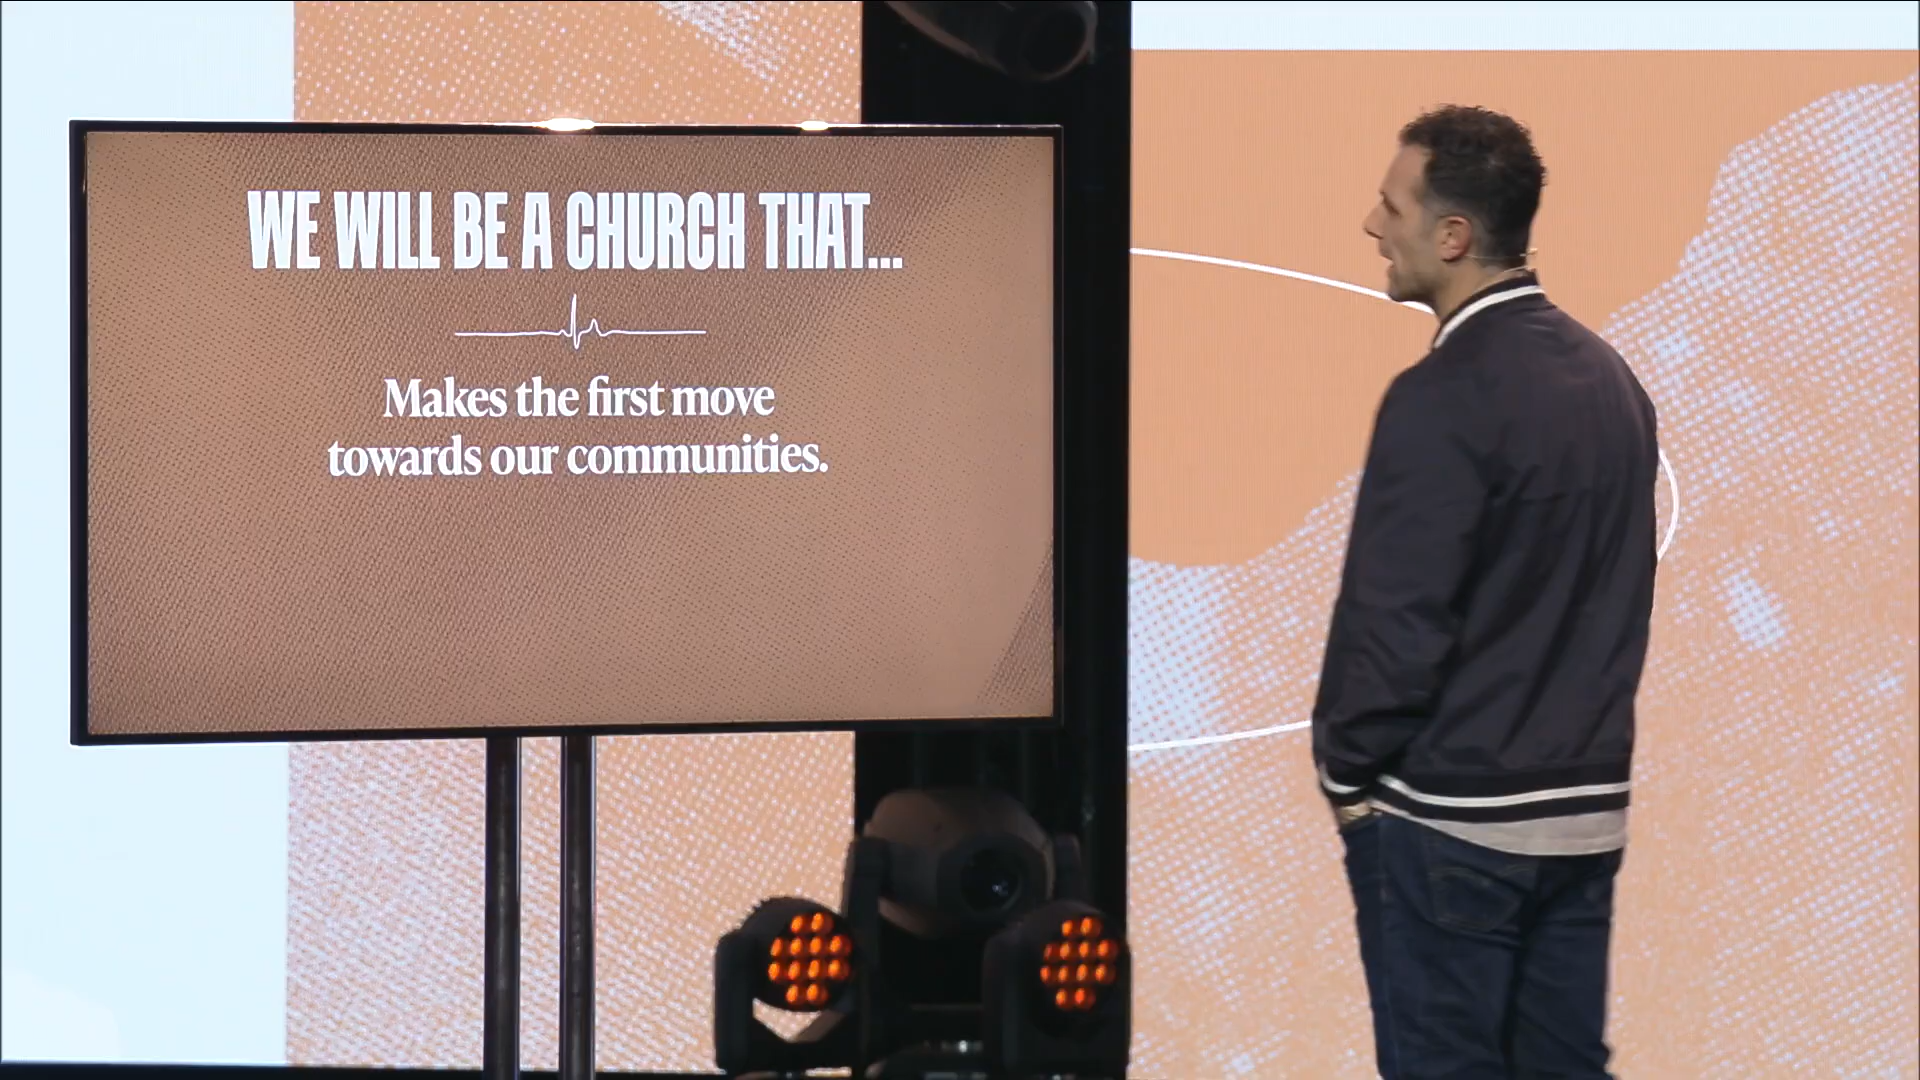 WE WILL BE A CHURCH THAT...
Makes the first move
towards our communities.